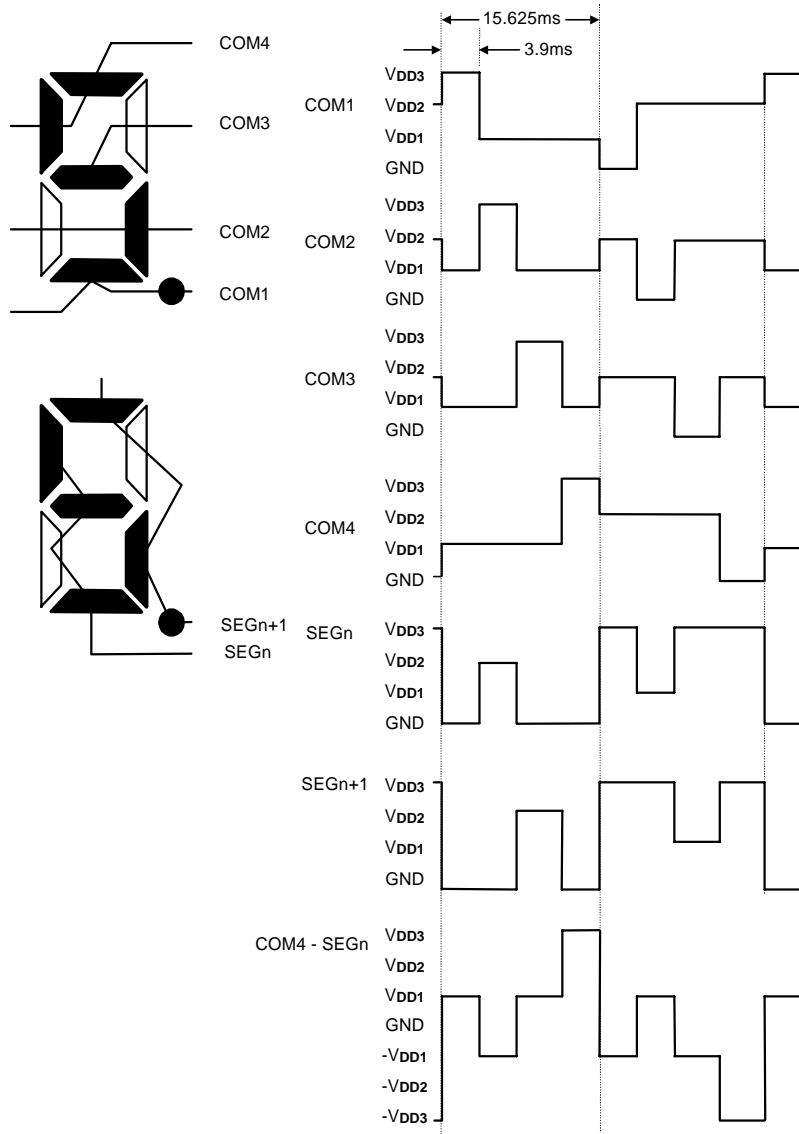 15.625ms
3.9ms
COM4
COM3
COM2
COM1
SEGn+1
SEGn
COM1
VDD3
VDD2
VDD1
GND
COM2
VDD3
VDD2
VDD1
GND
COM3
VDD3
VDD2
VDD1
GND
COM4
VDD3
VDD2
VDD1
GND
SEGn
VDD3
VDD2
VDD1
GND
SEGn+1
VDD3
VDD2
VDD1
GND
COM4 - SEGn
VDD3
VDD2
VDD1
GND
-VDD1
-VDD2
-VDD3